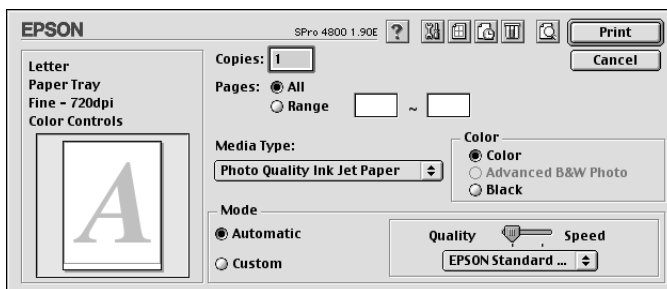 EPSON
SPro 4800 1.90E
?
Print
Letter
Paper Tray
Fine - 720dpi
Color Controls
A
Copies: 1
Cancel
Pages: All
Range ~
Media Type:
Photo Quality Ink Jet Paper
Color
Color
Advanced B&W Photo
Black
Mode
Automatic
Custom
Quality Speed
EPSON Standard ...